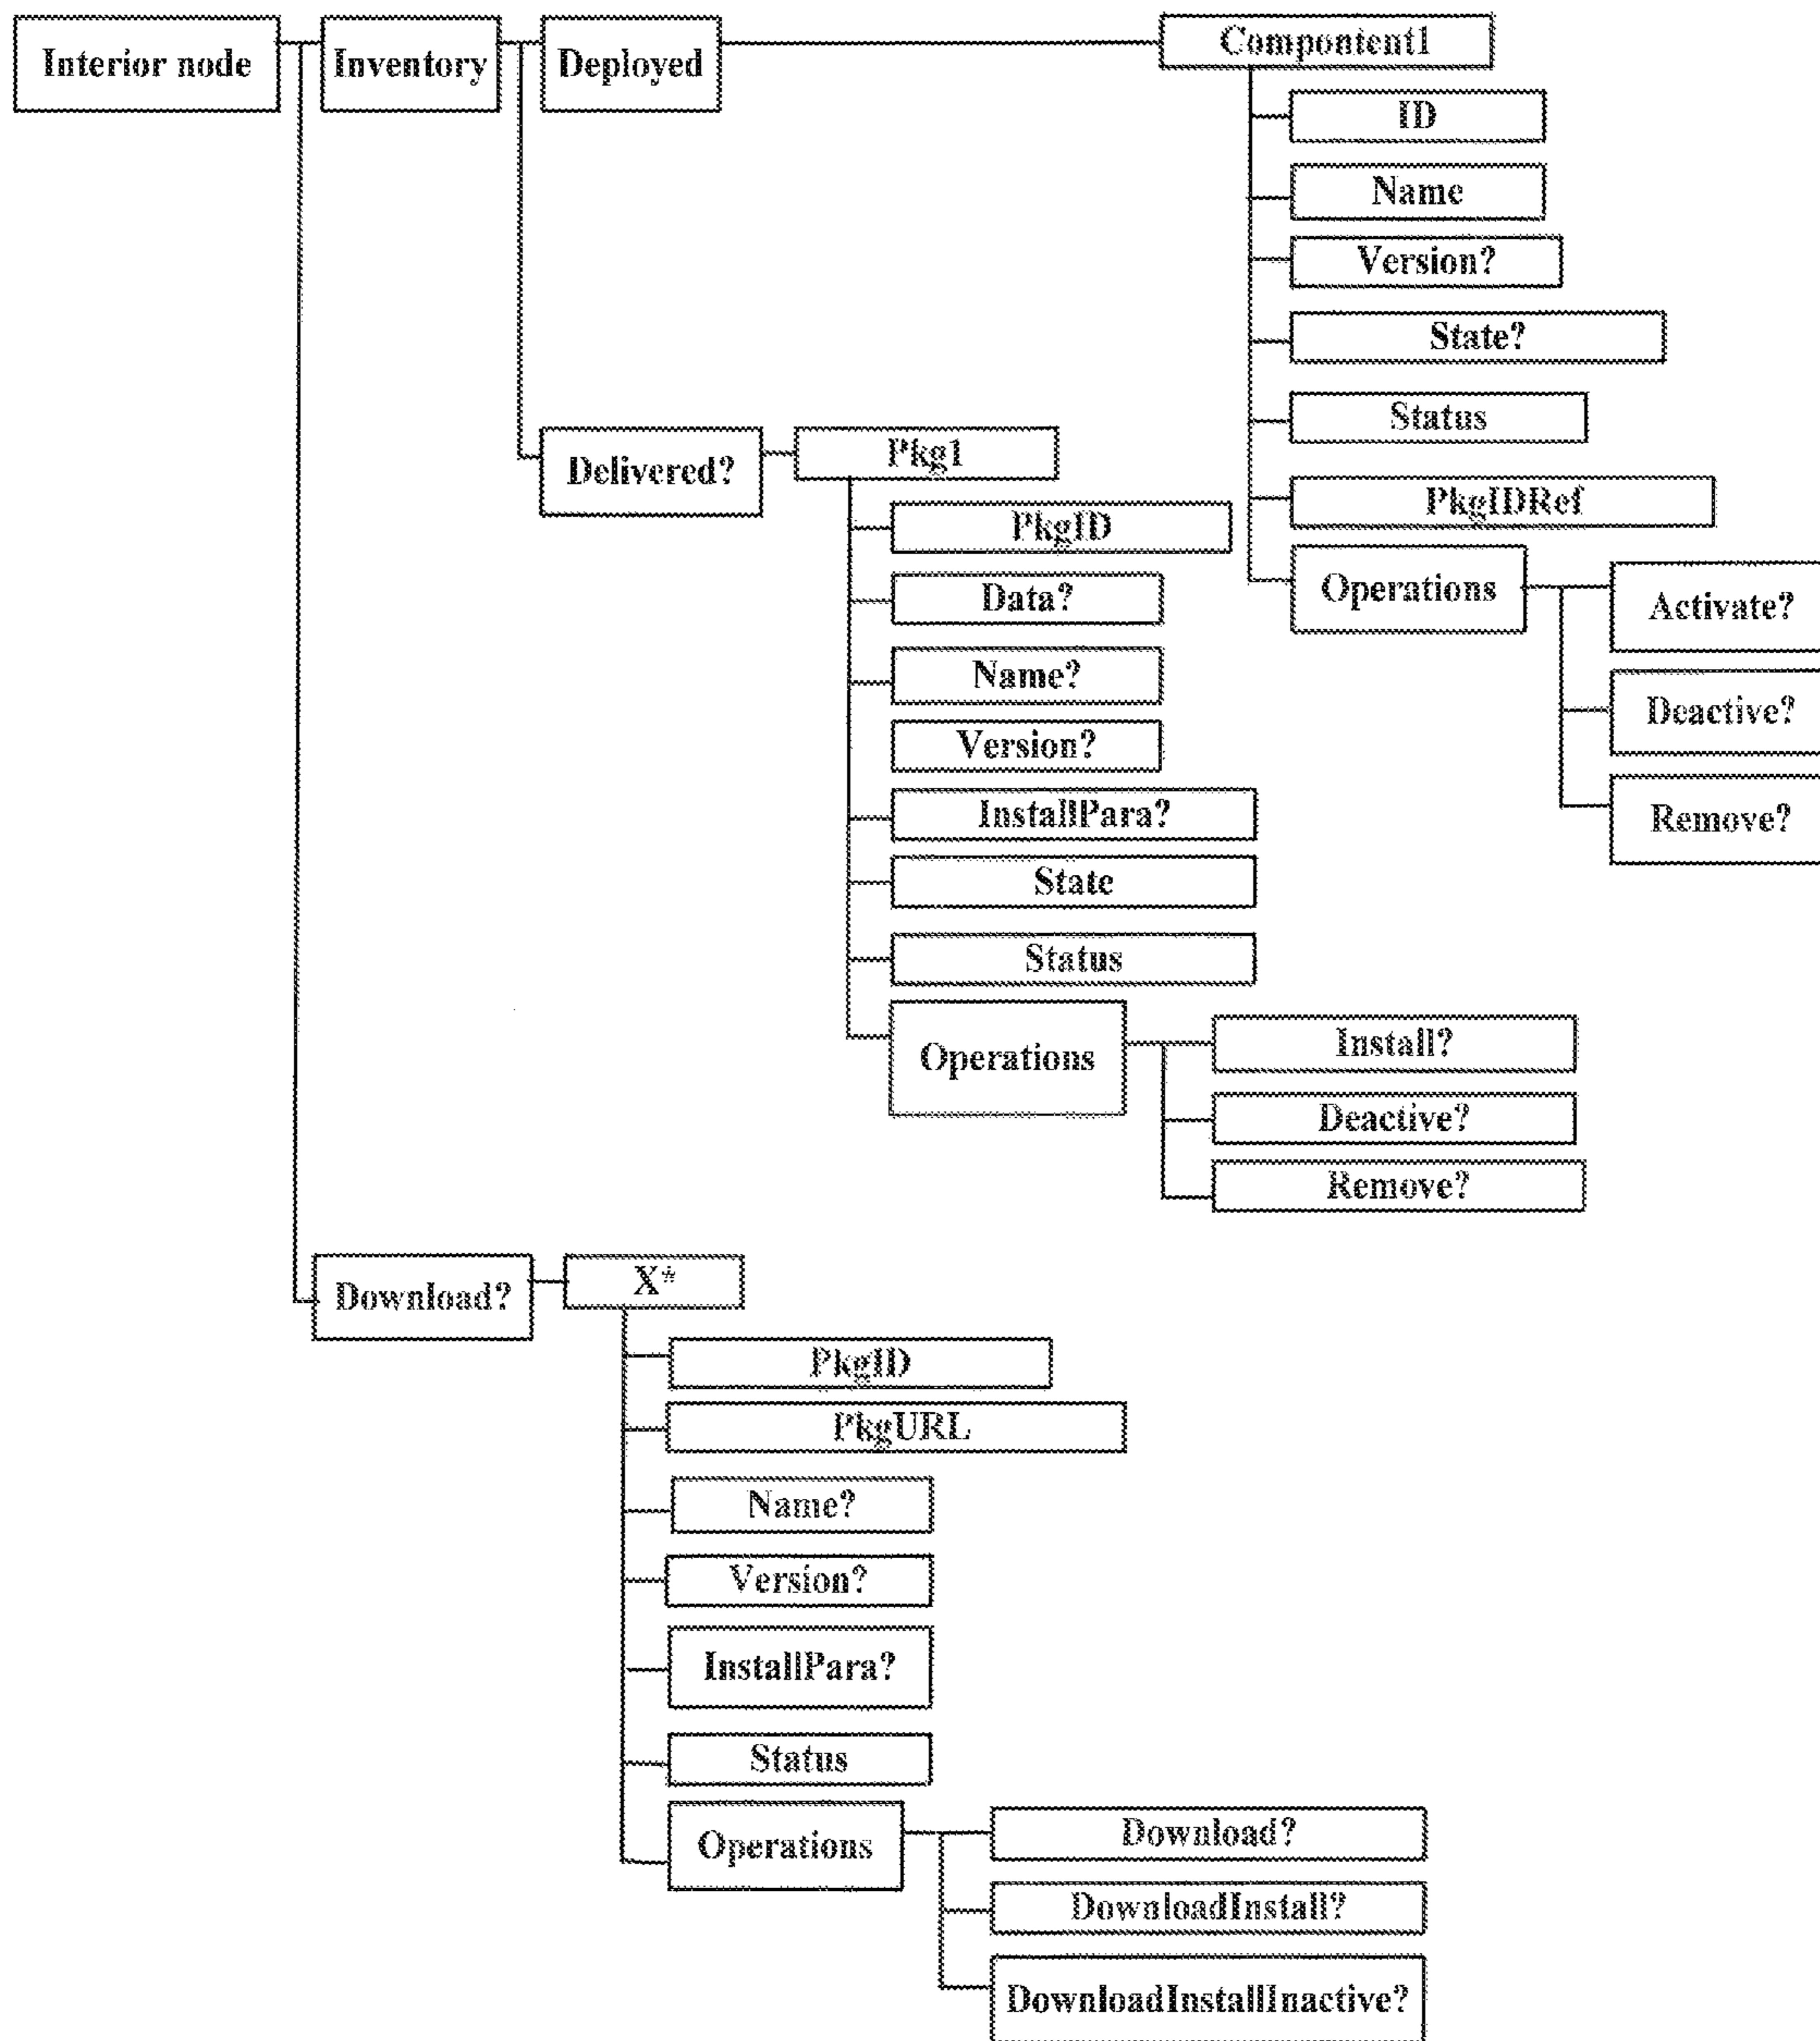 Interior node
Inventory
Deployed
Compontent1
ID
Name
Version?
State?
Status
PkgIDRef
Operations
Activate?
Deactive?
Remove?
Delivered?
Pkg1
PkgID
Data?
Name?
Version?
InstallPara?
State
Status
Operations
Install?
Deactive?
Remove?
Download?
X*
PkgID
PkgURL
Name?
Version?
InstallPara?
Status
Operations
Download?
DownloadInstall?
DownloadInstallInactive?